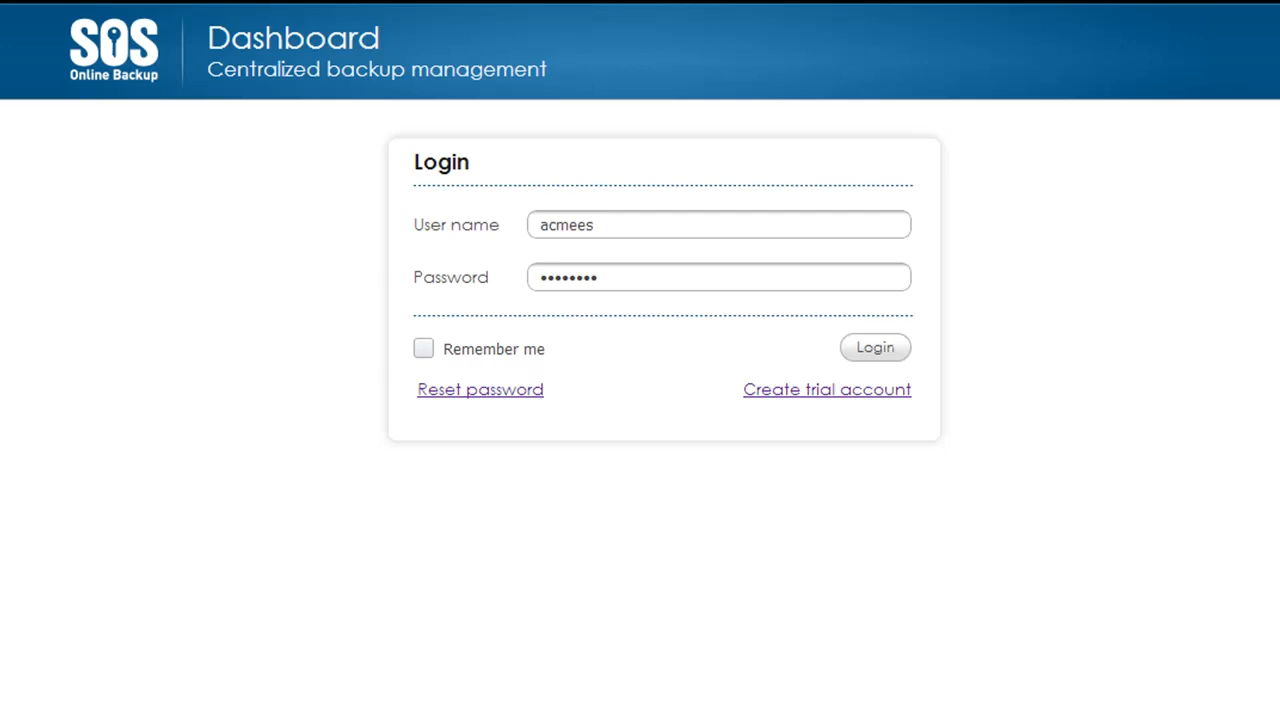 SOS
Online Backup
Dashboard
Centralized backup management
Login
User name
acmees
Password
••••••••
Remember me
Login
Reset password
Create trial account